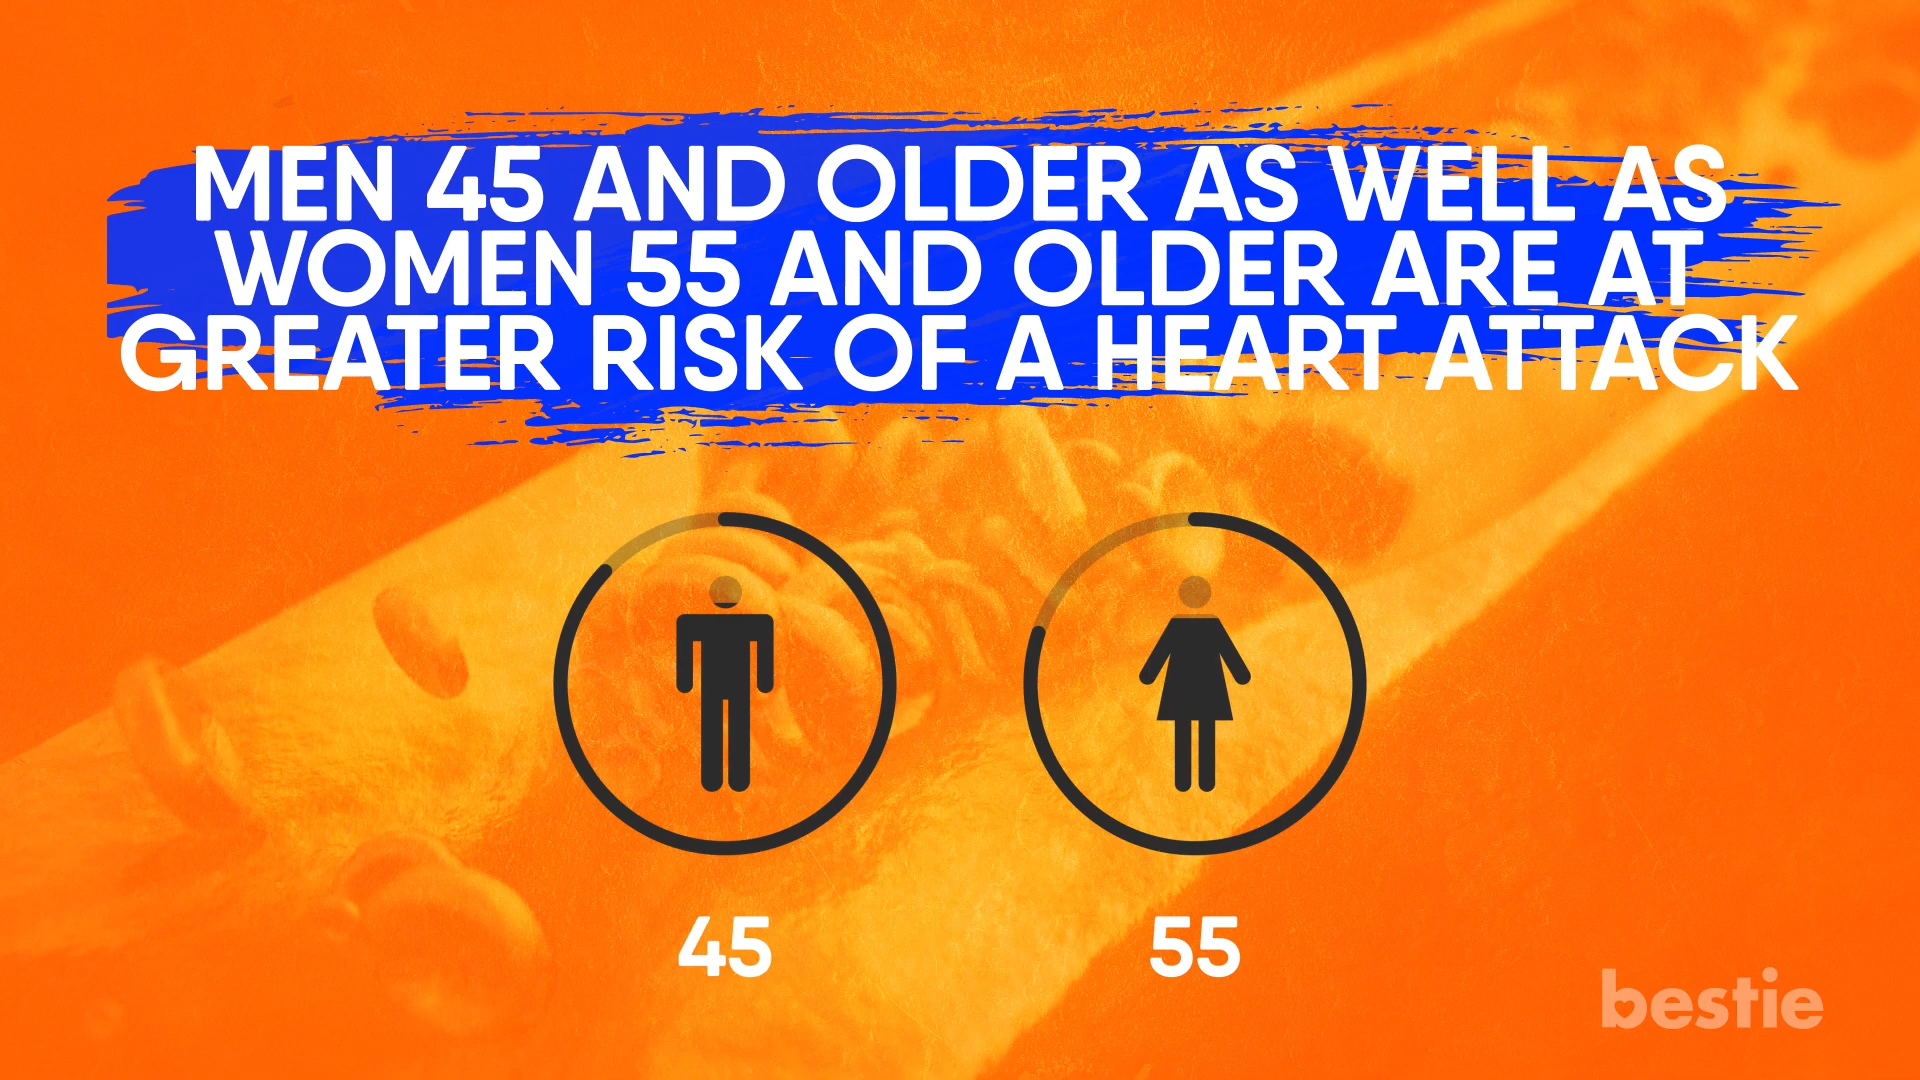 MEN 45 AND OLDER AS WELL AS
WOMEN 55 AND OLDER ARE AT
GREATER RISK OF A HEART ATTACK
45
55
bestie